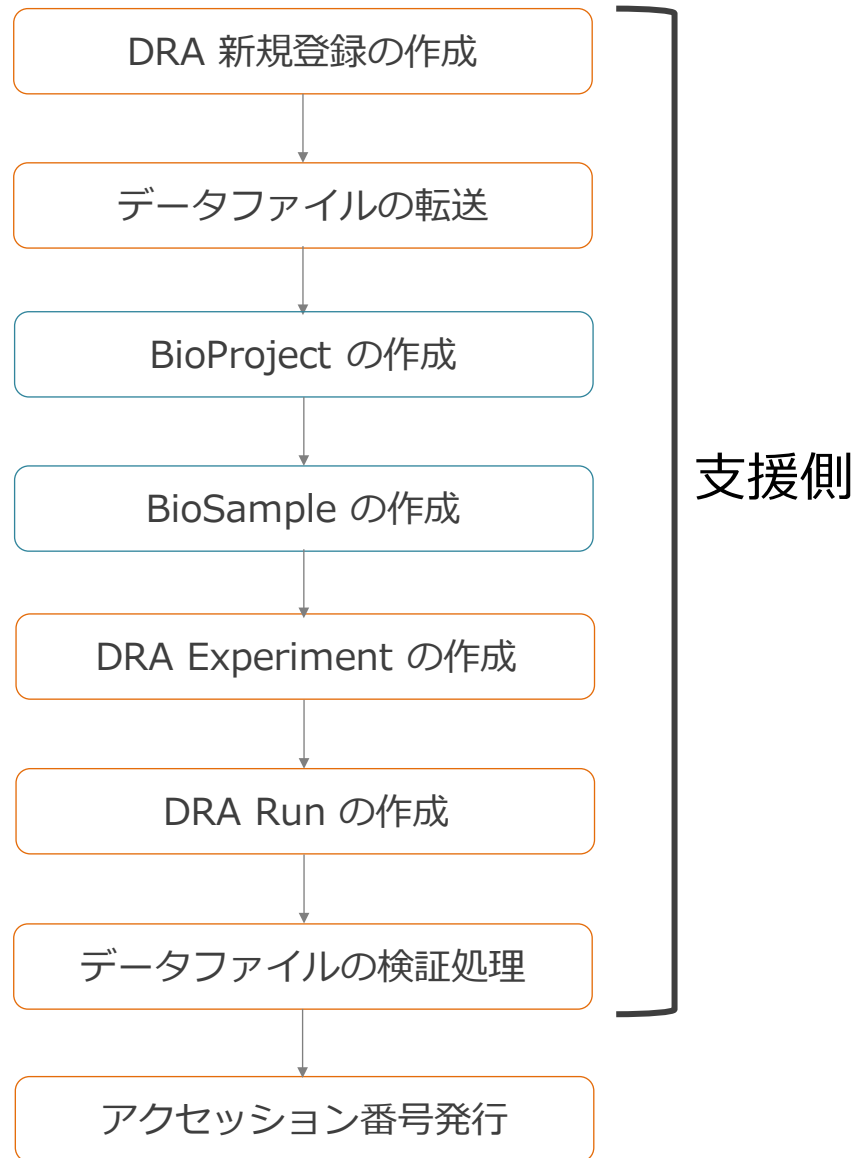 DRA 新規登録の作成
データファイルの転送
BioProject の作成
BioSample の作成
支援側
DRA Experiment の作成
DRA Run の作成
データファイルの検証処理
アクセッション番号発行